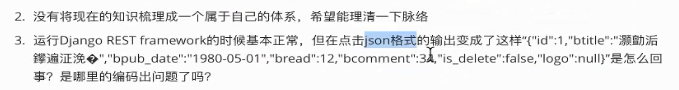 2. 没有将现在的知识梳理成一个属于自己的体系，希望能理清一下脉络
3. 运行Django REST framework的时候基本正常，但在点击json格式的输出变成了这样“{"id":1,"btitle":"灏勯洉
鑻遍泟浼�","bpub_date":"1980-05-01","bread":12,"bcomment":34,"is_delete":false,"logo":null}”是怎么回
事？是哪里的编码出问题了吗？